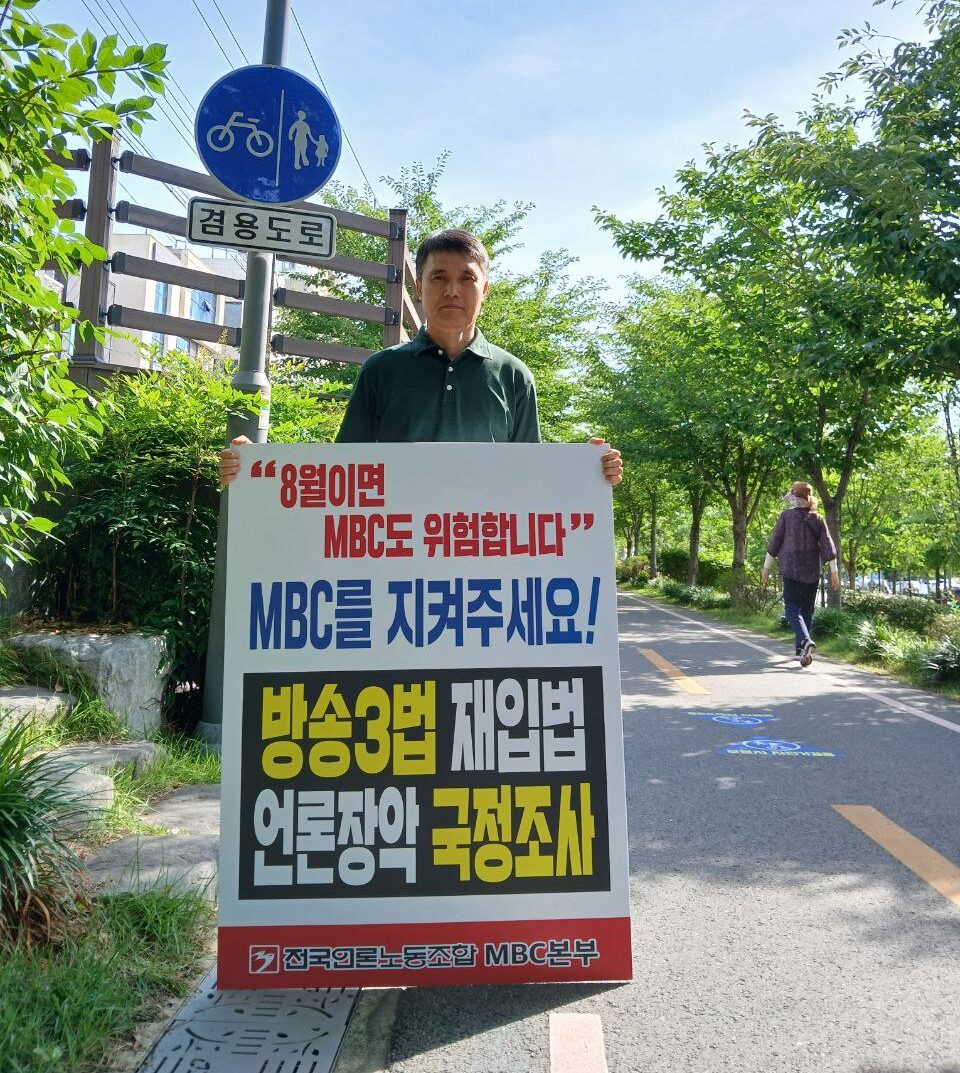 겸용도로
“8월이면
MBC도 위험합니다”
MBC를 지켜주세요!
방송3법 재입법
언론장악 국정조사
전국언론노동조합 MBC본부